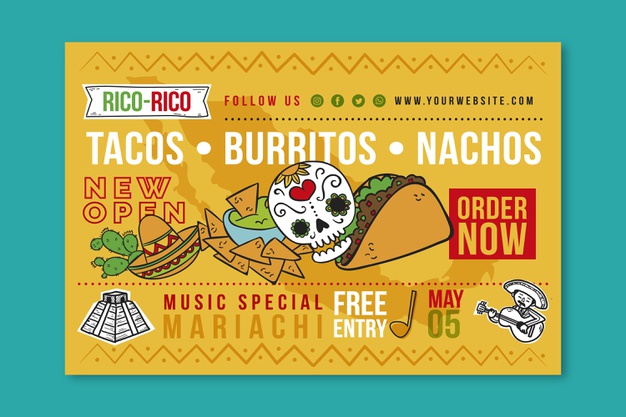 RICO-RICO
FOLLOW US WWW.YOURWEBSITE.COM
TACOS • BURRITOS • NACHOS
NEW
OPEN
ORDER
NOW
MUSIC SPECIAL
MARIACHI
FREE
ENTRY
MAY
05